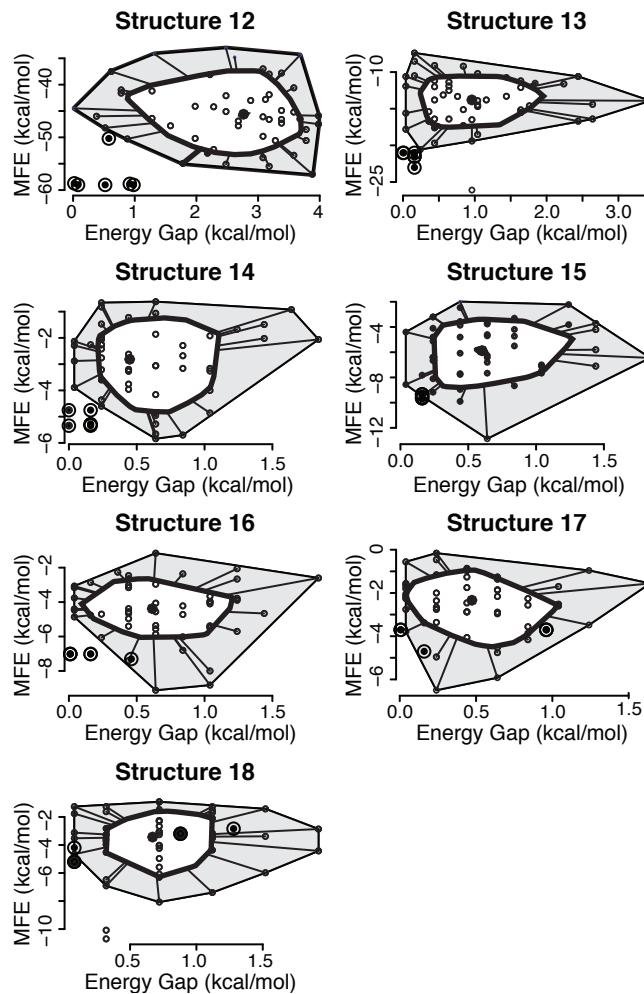 Structure 12
Structure 13
MFE (kcal/mol)
−40
−50
−60
0 1 2 3 4
Energy Gap (kcal/mol)
MFE (kcal/mol)
−10
−25
0.0 1.0 2.0 3.0
Energy Gap (kcal/mol)
Structure 14
Structure 15
MFE (kcal/mol)
−2
−4
−6
0.0 0.5 1.0 1.5
Energy Gap (kcal/mol)
MFE (kcal/mol)
−4
−8
−12
0.0 0.5 1.0 1.5
Energy Gap (kcal/mol)
Structure 16
Structure 17
MFE (kcal/mol)
−2
−4
−6
−8
0.0 0.5 1.0 1.5
Energy Gap (kcal/mol)
MFE (kcal/mol)
0
−2
−4
−6
0.0 0.5 1.0 1.5
Energy Gap (kcal/mol)
Structure 18
MFE (kcal/mol)
−2
−4
−6
−10
0.5 1.0 1.5
Energy Gap (kcal/mol)